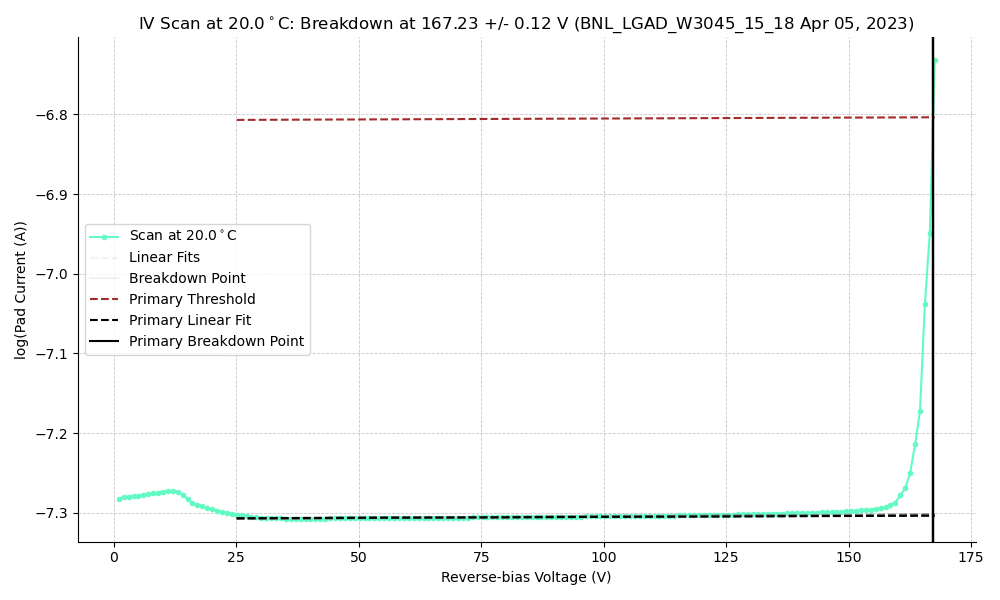 IV Scan at 20.0°C: Breakdown at 167.23 +/- 0.12 V (BNL_LGAD_W3045_15_18 Apr 05, 2023)
log(Pad Current (A))
−6.8
−6.9
−7.0
−7.1
−7.2
−7.3
Scan at 20.0°C
Linear Fits
Breakdown Point
Primary Threshold
Primary Linear Fit
Primary Breakdown Point
0 25 50 75 100 125 150 175
Reverse-bias Voltage (V)